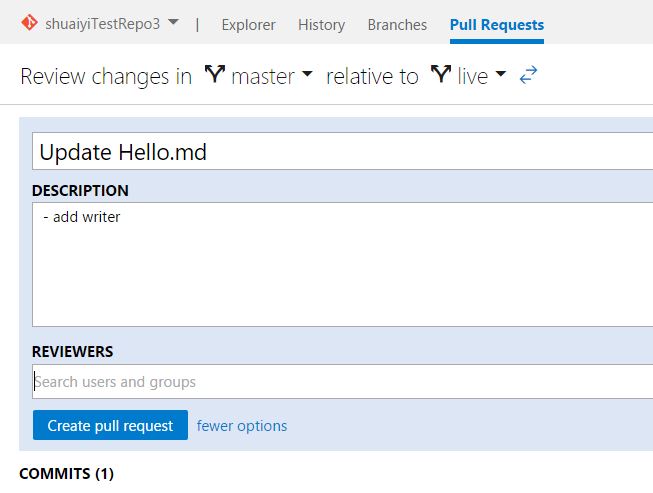 shuaiyiTestRepo3 | Explorer History Branches Pull Requests
Review changes in master relative to live
Update Hello.md
DESCRIPTION
- add writer
REVIEWERS
Search users and groups
Create pull request fewer options
COMMITS (1)